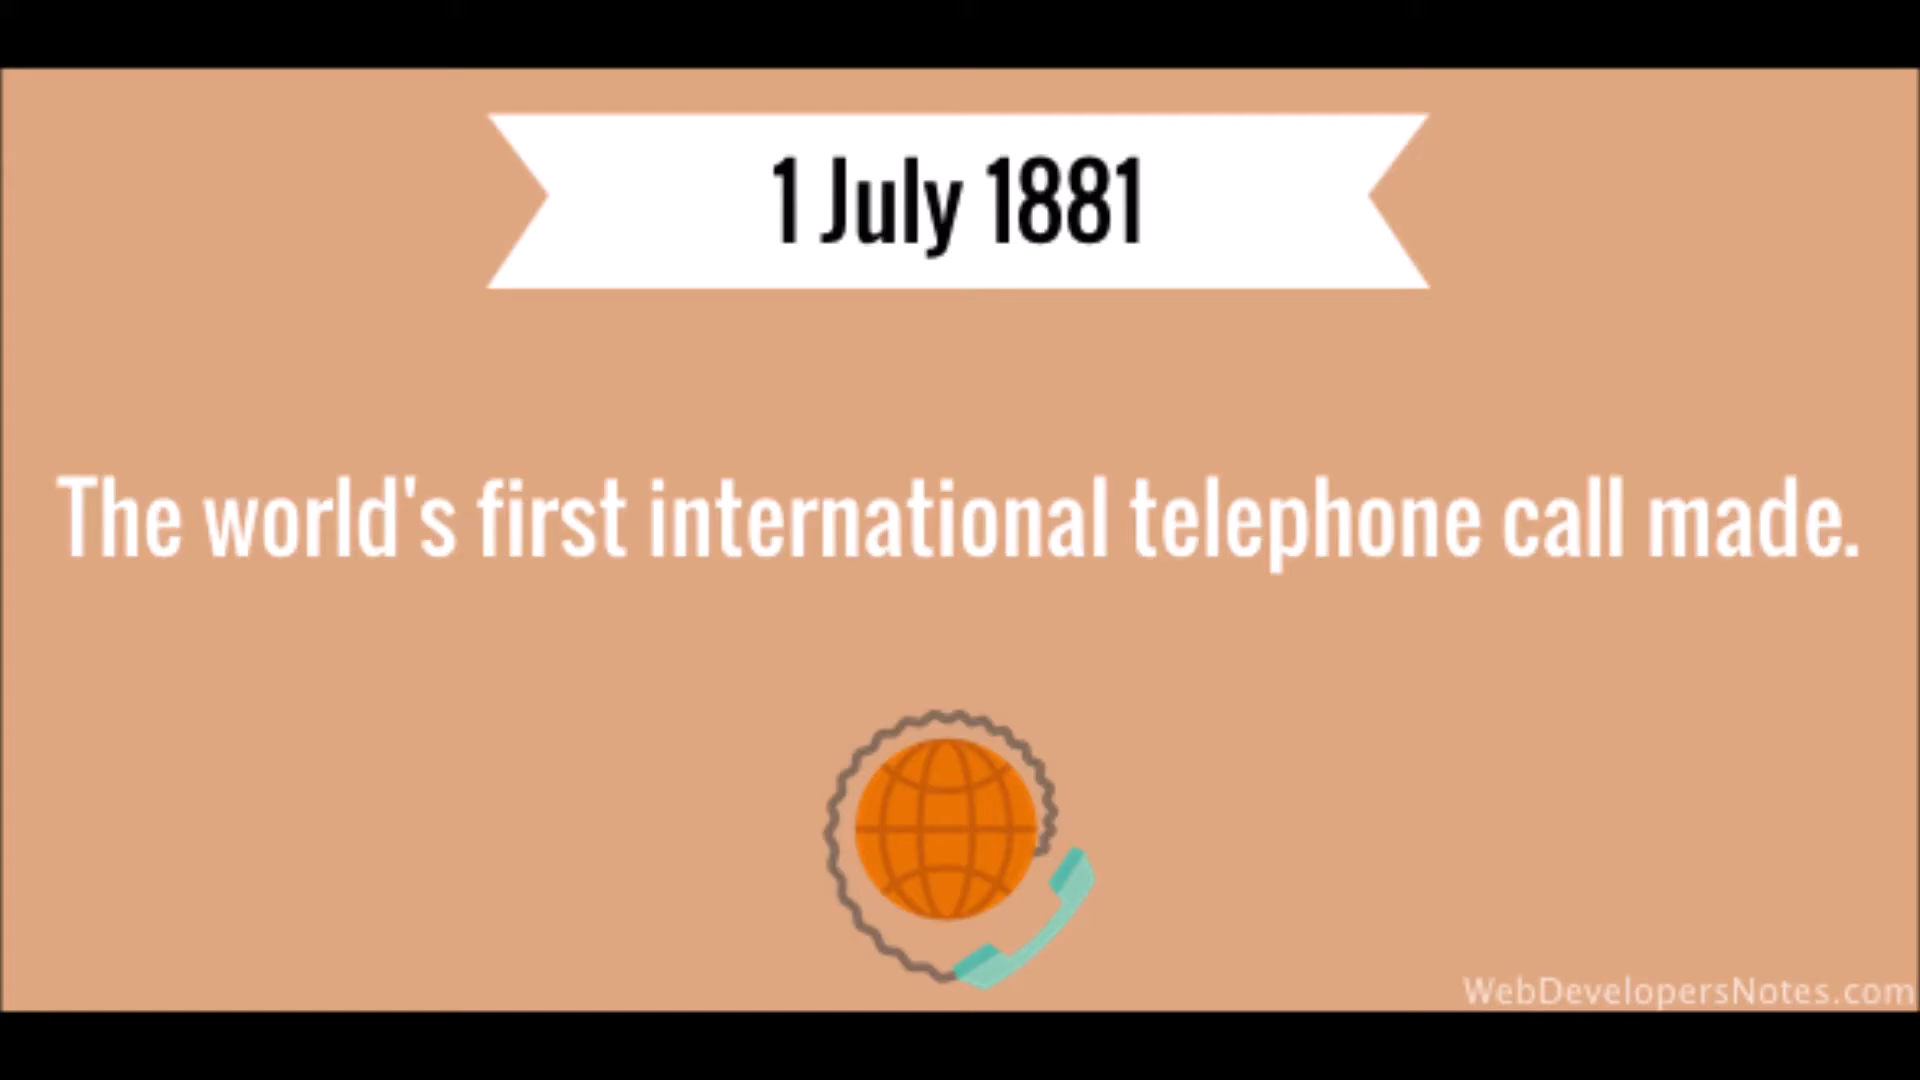 1 July 1881
The world's first international telephone call made.
WebDevelopersNotes.com